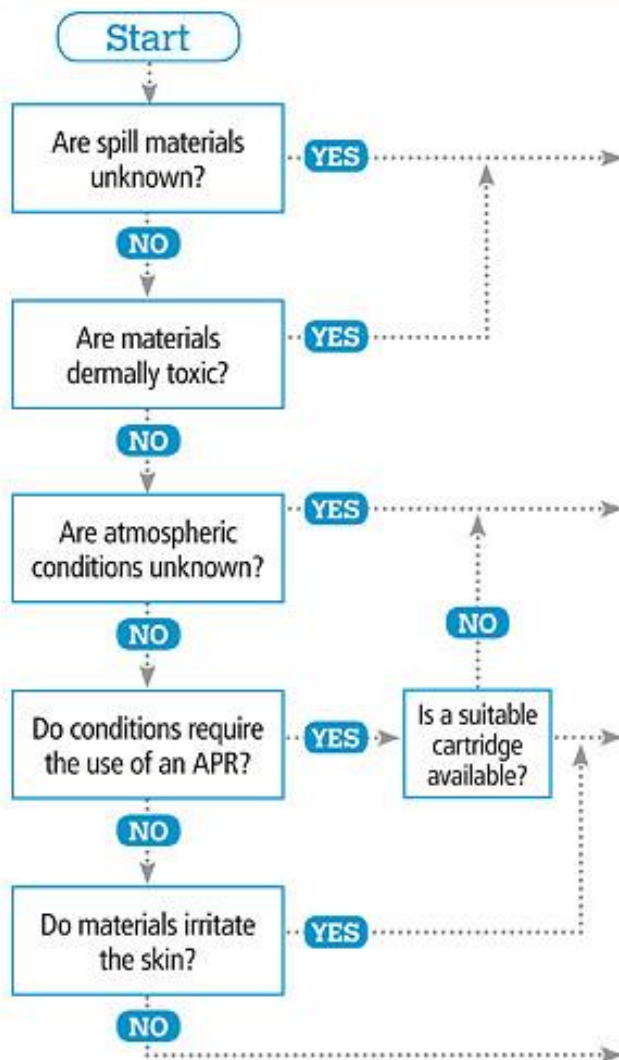 Start
Are spill materials
unknown?
YES
NO
Are materials
dermally toxic?
YES
NO
Are atmospheric
conditions unknown?
YES
NO
NO
Do conditions require
the use of an APR?
YES
Is a suitable
cartridge
available?
NO
Do materials irritate
the skin?
YES
NO